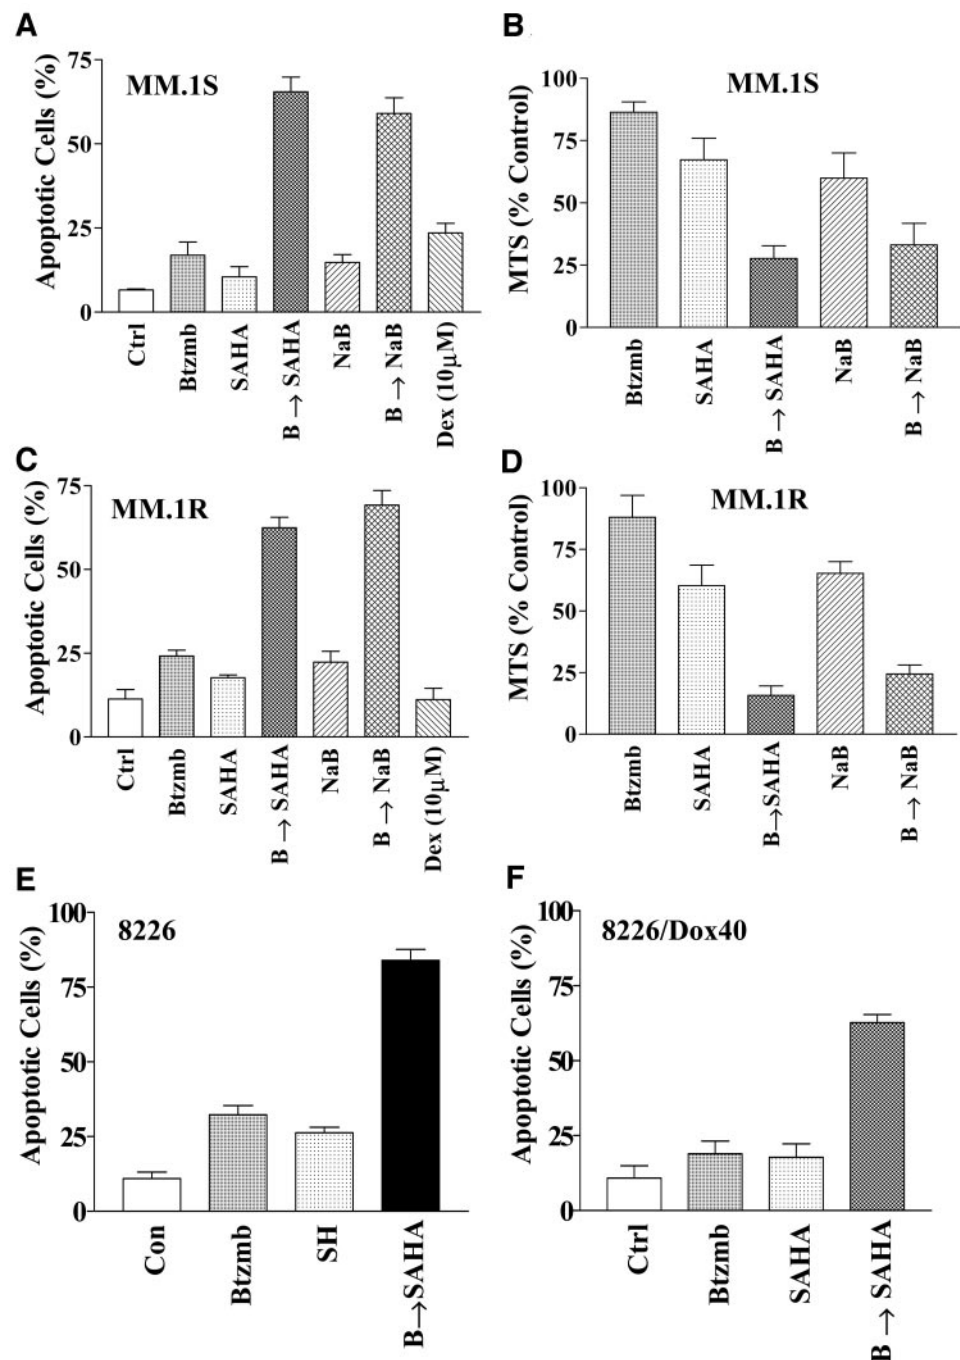 A
Apoptotic Cells (%)
75
50
25
0
MM.1S
Ctrl
Btzmb
SAHA
B → SAHA
NaB
B → NaB
Dex (10μM)
B
MTS (% Control)
100
75
50
25
0
MM.1S
Btzmb
SAHA
B → SAHA
NaB
B → NaB
C
Apoptotic Cells (%)
75
50
25
0
MM.1R
Ctrl
Btzmb
SAHA
B → SAHA
NaB
B → NaB
Dex (10μM)
D
MTS (% Control)
100
75
50
25
0
MM.1R
Btzmb
SAHA
B→SAHA
NaB
B → NaB
E
Apoptotic Cells (%)
100
75
50
25
0
8226
Con
Btzmb
SH
B→SAHA
F
Apoptotic Cells (%)
100
75
50
25
0
8226/Dox40
Ctrl
Btzmb
SAHA
B → SAHA